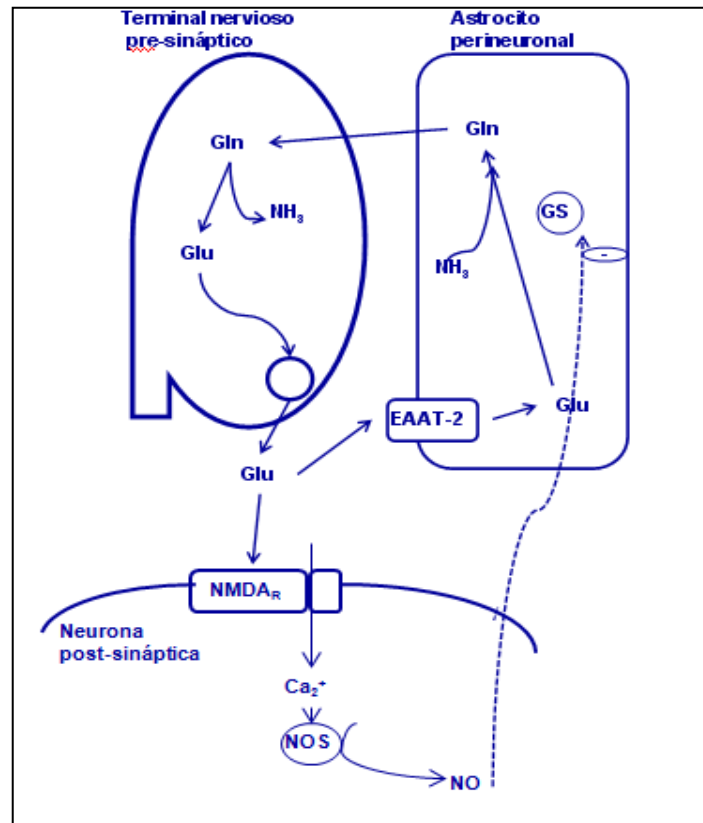 Terminal nervioso
pre-sináptico
Astrocito
perineuronal
Gln
NH₃
Glu
Gln
GS
-
NH₃
Glu
EAAT-2
Glu
NMDA_R
Neurona
post-sináptica
Ca₂⁺
NOS
NO